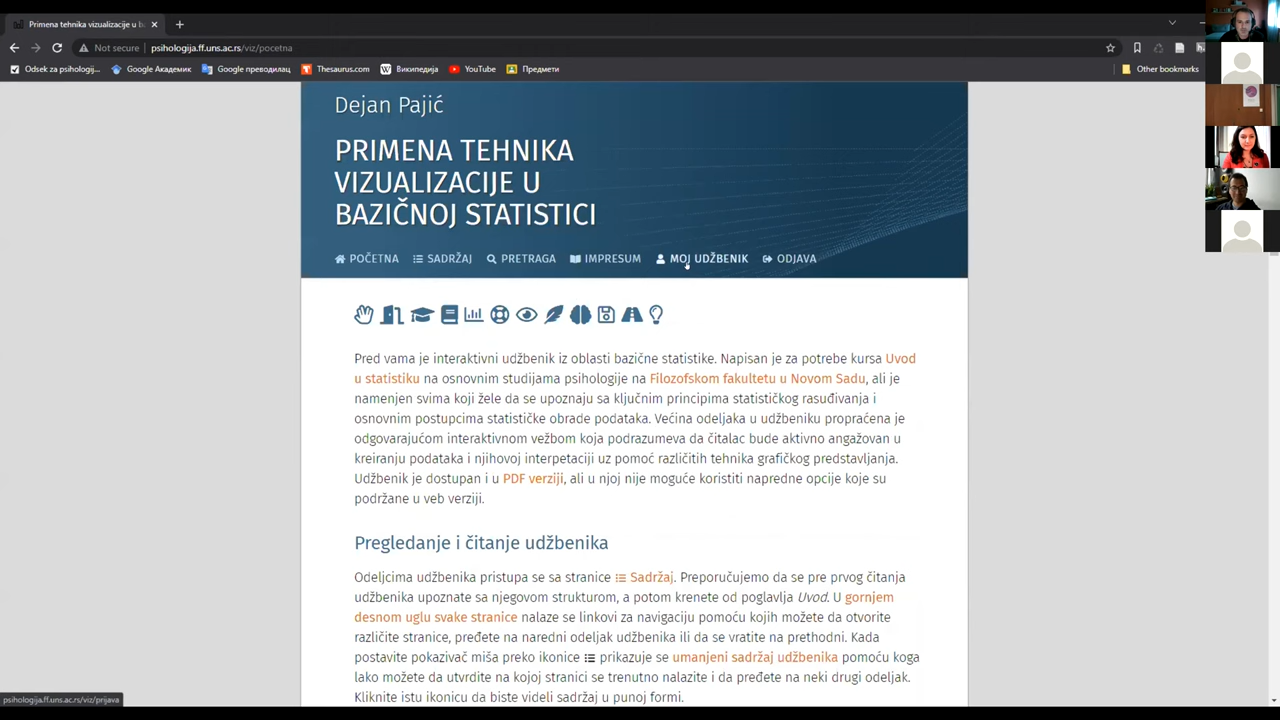 Primena tehnika vizualizacije u b
Not secure
psihologija.ff.uns.ac.rs/viz/pocetna
Odsek za psihologij...
Google Академик
Google преводилац
Thesaurus.com
Википедија
YouTube
Предмети
Other bookmarks
Dejan Pajić
PRIMENA TEHNIKA
VIZUALIZACIJE U
BAZIČNOJ STATISTICI
POČETNA
SADRŽAJ
PRETRAGA
IMPRESUM
MOJ UDŽBENIK
ODJAVA
Pred vama je interaktivni udžbenik iz oblasti bazične statistike. Napisan je za potrebe kursa Uvod
u statistiku na osnovnim studijama psihologije na Filozofskom fakultetu u Novom Sadu, ali je
namenjen svima koji žele da se upoznaju sa ključnim principima statističkog rasuđivanja i
osnovnim postupcima statističke obrade podataka. Većina odeljaka u udžbeniku propraćena je
odgovarajućom interaktivnom vežbom koja podrazumeva da čitalac bude aktivno angažovan u
kreiranju podataka i njihovoj interpetaciji uz pomoć različitih tehnika grafičkog predstavljanja.
Udžbenik je dostupan i u PDF verziji, ali u njoj nije moguće koristiti napredne opcije koje su
podržane u veb verziji.
Pregledanje i čitanje udžbenika
Odeljcima udžbenika pristupa se sa stranice Sadržaj. Preporučujemo da se pre prvog čitanja
udžbenika upoznate sa njegovom strukturom, a potom krenete od poglavlja Uvod. U gornjem
desnom uglu svake stranice nalaze se linkovi za navigaciju pomoću kojih možete da otvorite
različite stranice, pređete na naredni odeljak udžbenika ili da se vratite na prethodni. Kada
postavite pokazivač miša preko ikonice prikazuje se umanjeni sadržaj udžbenika pomoću koga
lako možete da utvrdite na kojoj stranici se trenutno nalazite i da pređete na neki drugi odeljak.
Kliknite istu ikonicu da biste videli sadržaj u punoj formi.
psihologija.ff.uns.ac.rs/viz/prijava